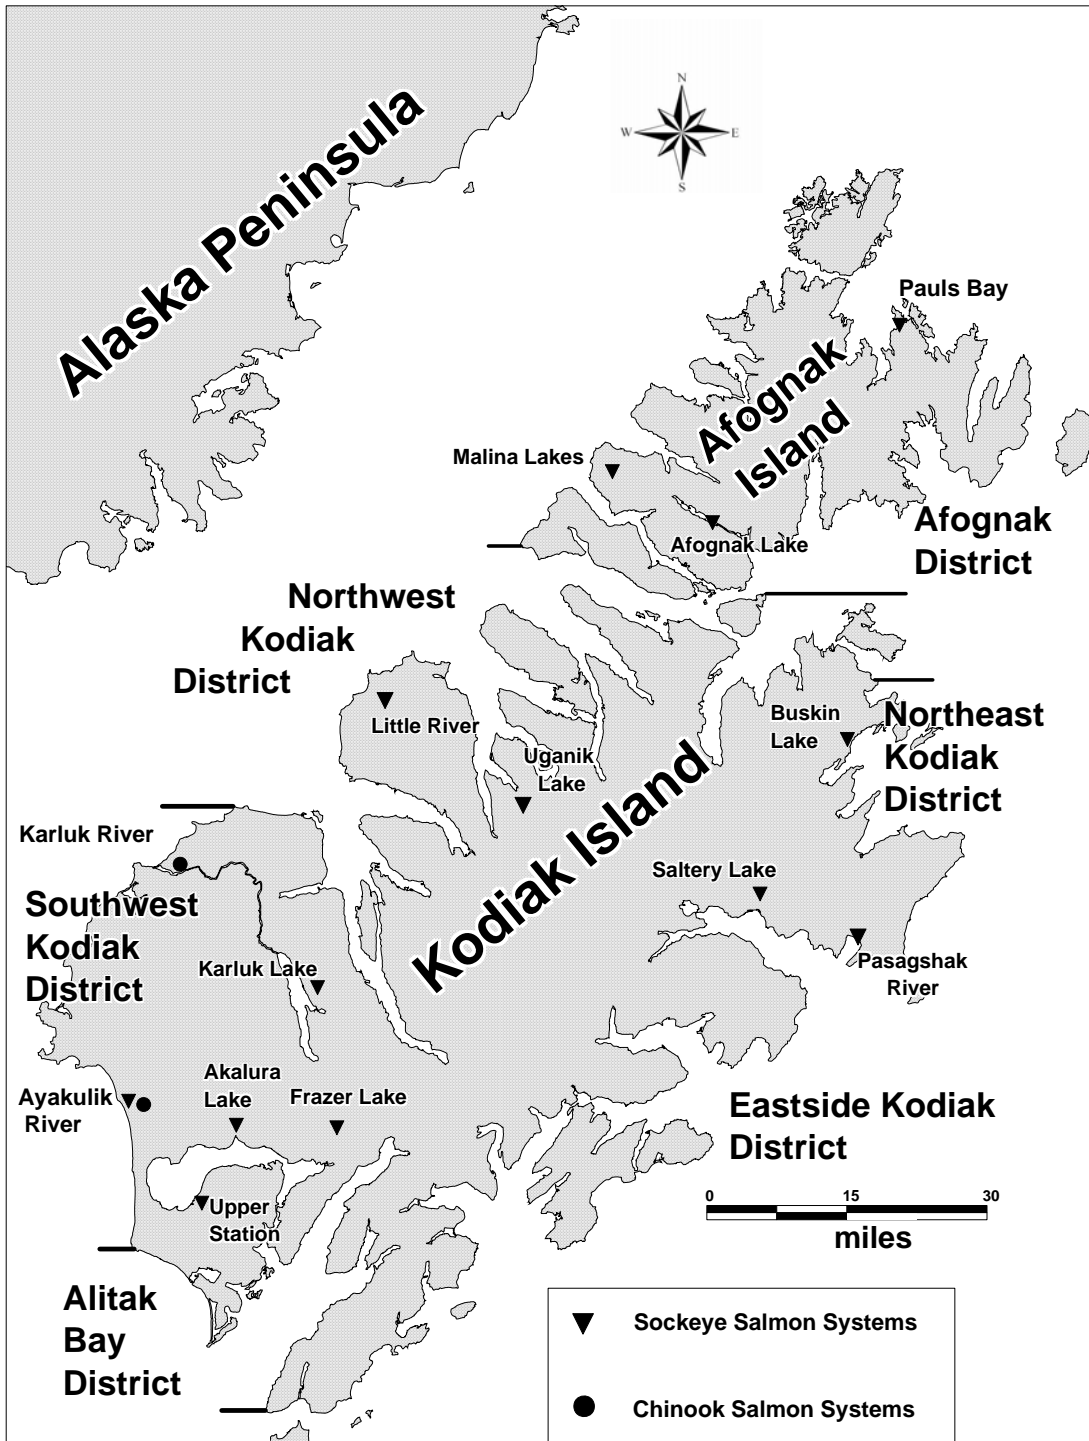 N
W E
S
Alaska Peninsula
Pauls Bay
Afognak
Island
Malina Lakes
Afognak Lake
Afognak
District
Northwest
Kodiak
District
Little River
Uganik
Lake
Buskin
Lake
Northeast
Kodiak
District
Kodiak Island
Karluk River
Saltery Lake
Southwest
Kodiak
District
Karluk Lake
Pasagshak
River
Ayakulik
River
Akalura
Lake
Frazer Lake
Eastside Kodiak
District
Upper
Station
0 15 30
miles
Alitak
Bay
District
Sockeye Salmon Systems
Chinook Salmon Systems